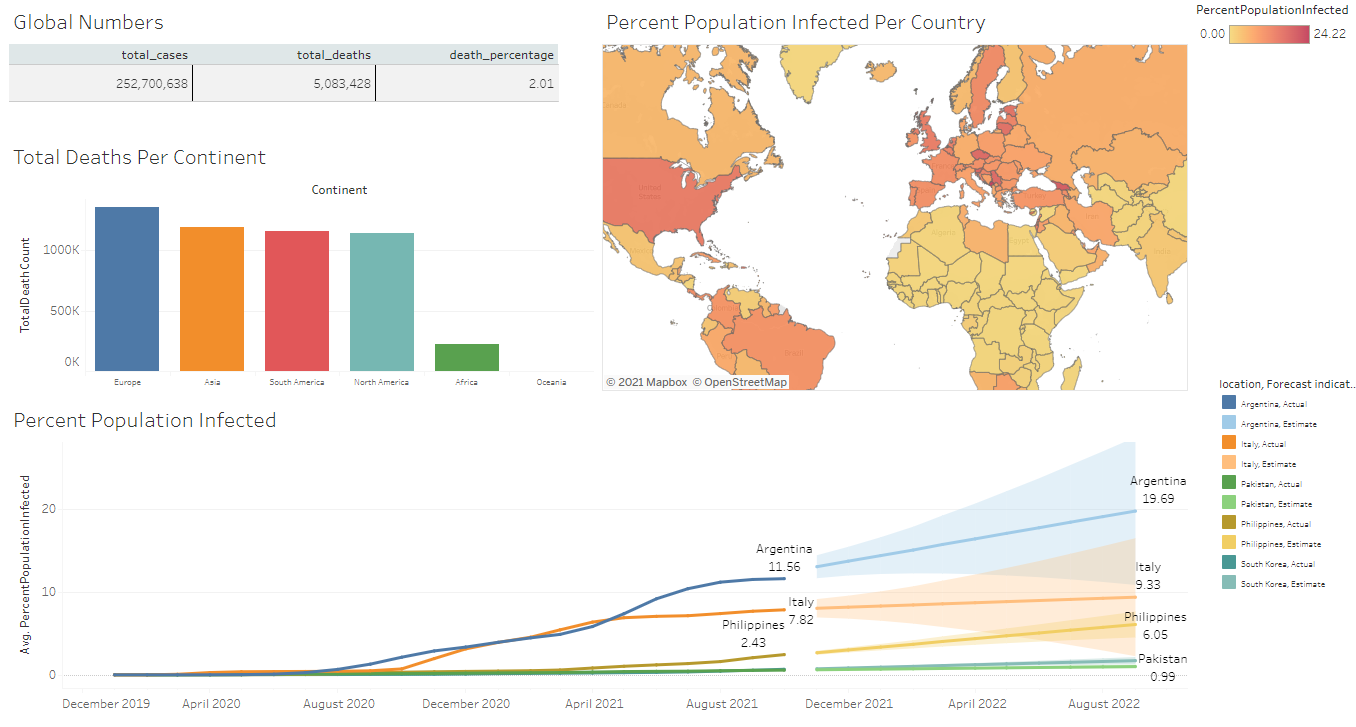 Global Numbers
total_cases total_deaths death_percentage
252,700,638 5,083,428 2.01
Total Deaths Per Continent
Continent
TotalDeath Count
1000K
500K
0K
Europe Asia South America North America Africa Oceania
Percent Population Infected Per Country
United States
© 2021 Mapbox © OpenStreetMap
PercentPopulationInfected
0.00 24.22
Percent Population Infected
Avg. PercentPopulationInfected
20
10
0
Argentina
11.56
Italy
7.82
Philippines
2.43
Argentina
19.69
Italy
9.33
Philippines
6.05
Pakistan
0.99
December 2019 April 2020 August 2020 December 2020 April 2021 August 2021 December 2021 April 2022 August 2022
location, Forecast indicat..
Argentina, Actual
Argentina, Estimate
Italy, Actual
Italy, Estimate
Pakistan, Actual
Pakistan, Estimate
Philippines, Actual
Philippines, Estimate
South Korea, Actual
South Korea, Estimate